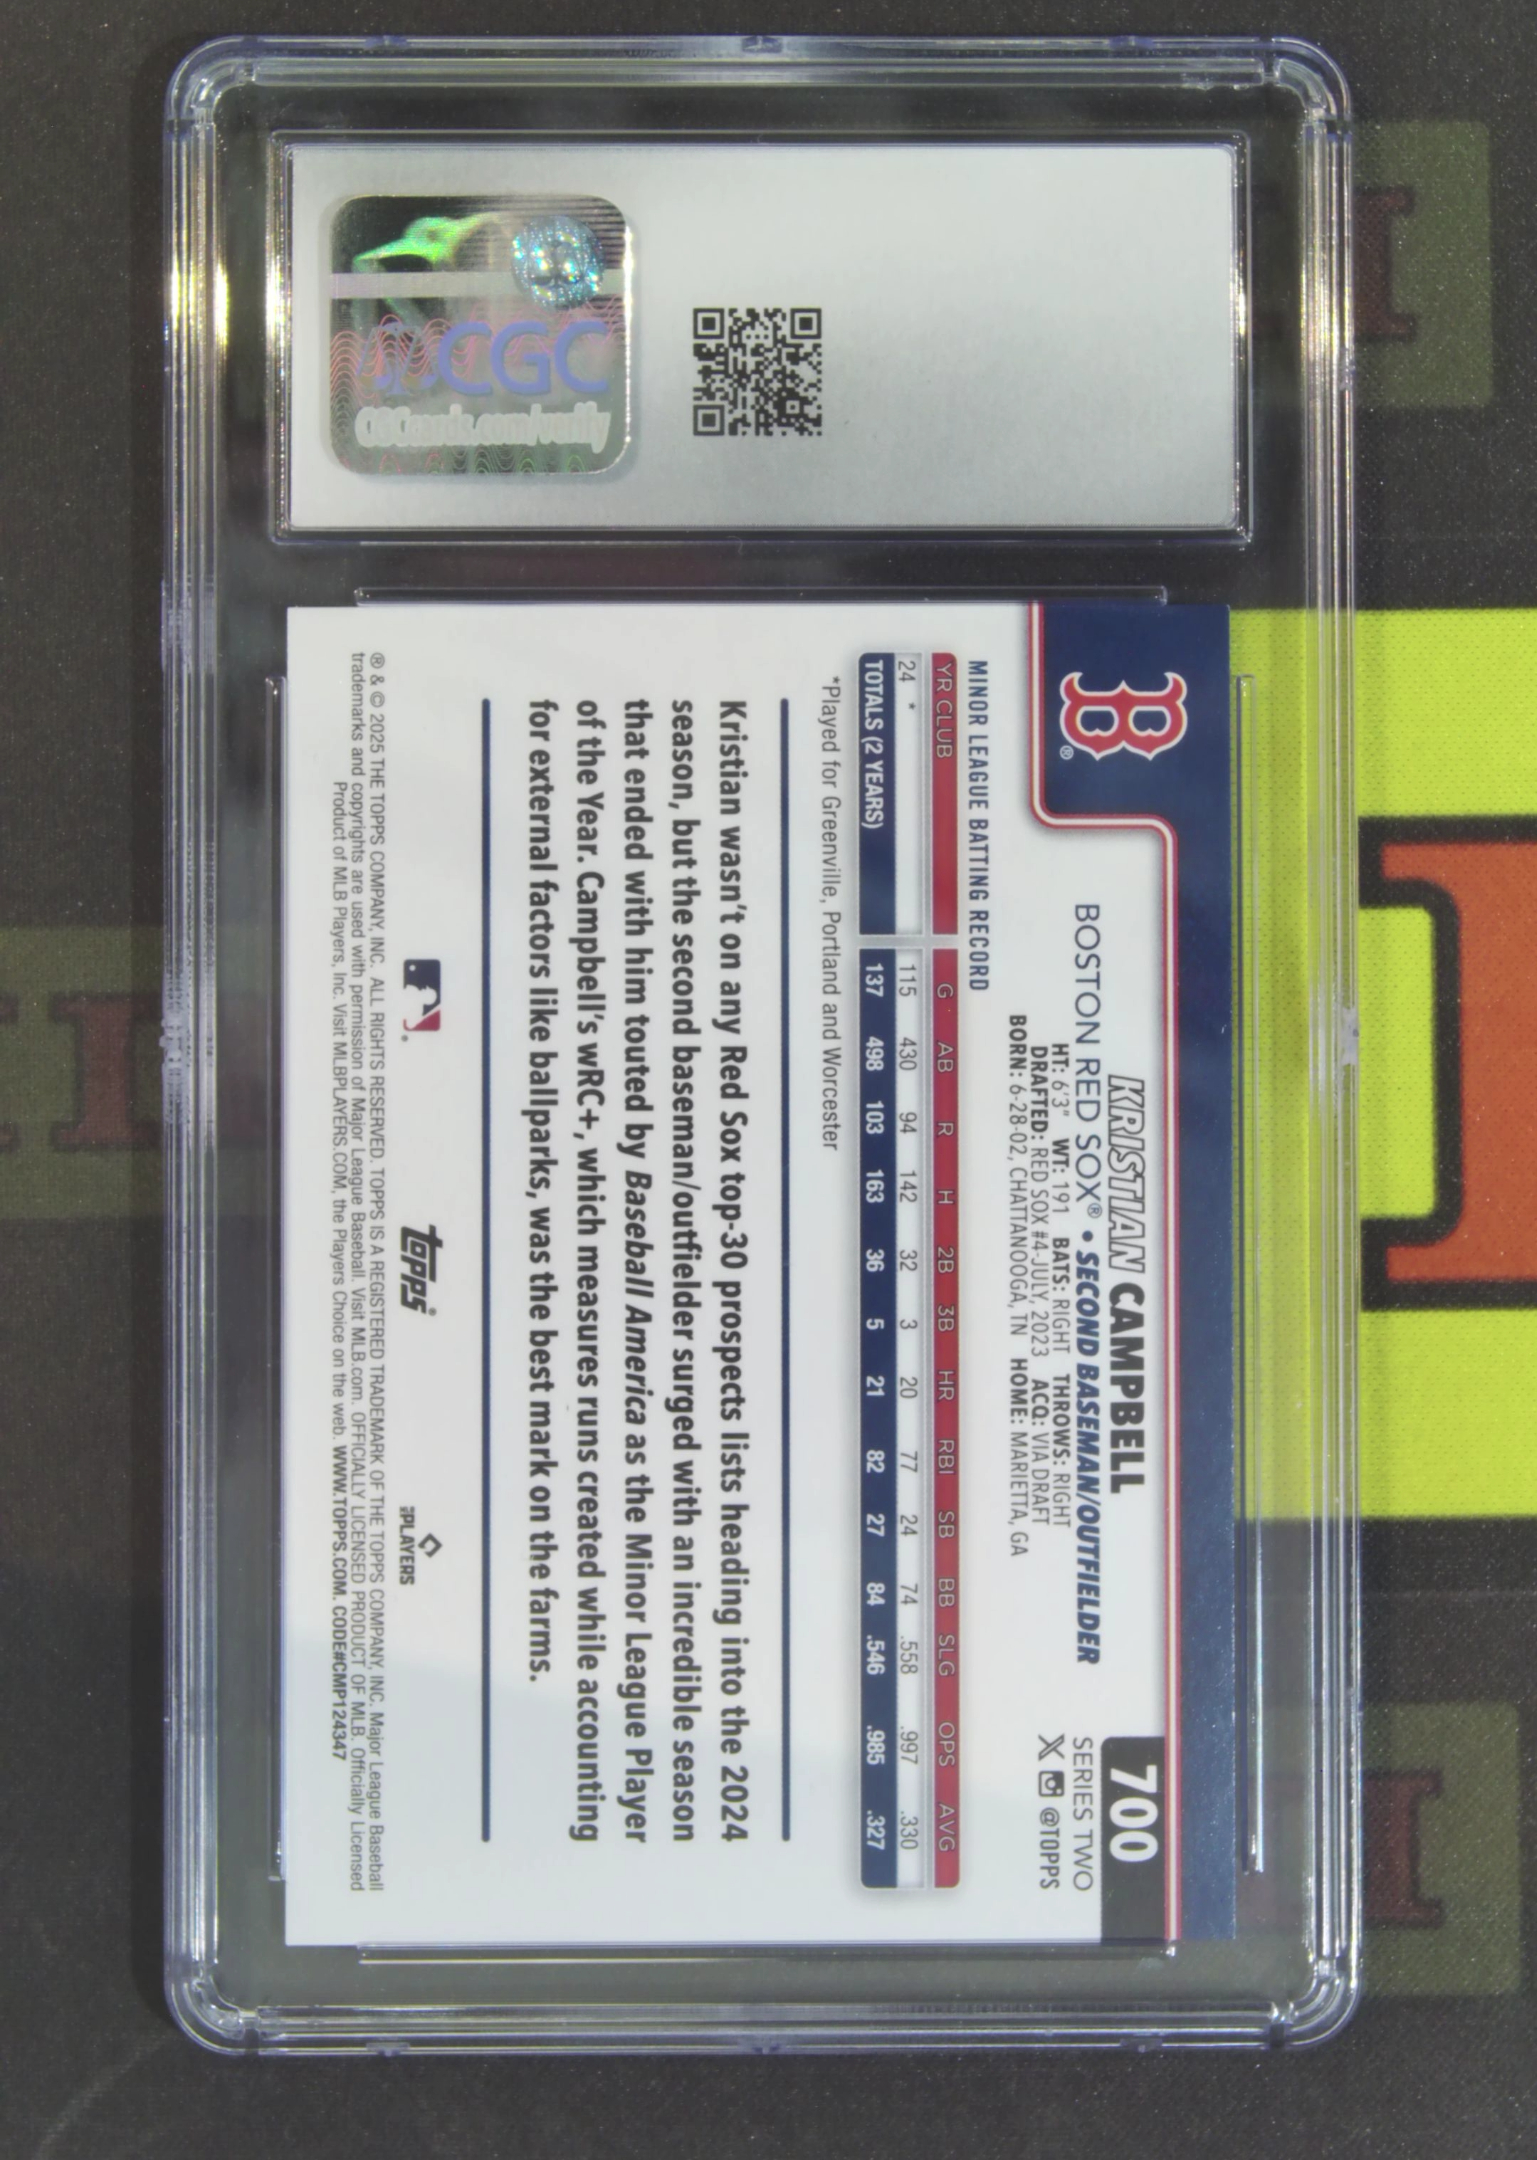 CGC
CGCcards.com/verify
B®
KRISTIAN CAMPBELL
BOSTON RED SOX® • SECOND BASEMAN/OUTFIELDER
HT: 6'3" WT: 191 BATS: RIGHT THROWS: RIGHT
DRAFTED: RED SOX #4-JULY, 2023 ACQ: VIA DRAFT
BORN: 6-28-02, CHATTANOOGA, TN HOME: MARIETTA, GA
700
SERIES TWO
X @TOPPS
MINOR LEAGUE BATTING RECORD
YR CLUB G AB R H 2B 3B HR RBI SB BB SLG OPS AVG
24 * 115 430 94 142 32 3 20 77 24 74 .558 .997 .330
TOTALS (2 YEARS) 137 498 103 163 36 5 21 82 27 84 .546 .985 .327
*Played for Greenville, Portland and Worcester
Kristian wasn't on any Red Sox top-30 prospects lists heading into the 2024
season, but the second baseman/outfielder surged with an incredible season
that ended with him touted by Baseball America as the Minor League Player
of the Year. Campbell's wRC+, which measures runs created while accounting
for external factors like ballparks, was the best mark on the farms.
topps®
PLAYERS
® & © 2025 THE TOPPS COMPANY, INC. ALL RIGHTS RESERVED. TOPPS IS A REGISTERED TRADEMARK OF THE TOPPS COMPANY, INC. Major League Baseball
trademarks and copyrights are used with permission of Major League Baseball. Visit MLB.com. OFFICIALLY LICENSED PRODUCT OF MLB. Officially Licensed
Product of MLB Players, Inc. Visit MLBPLAYERS.COM, the Players Choice on the web. WWW.TOPPS.COM. CODE#CMP124347